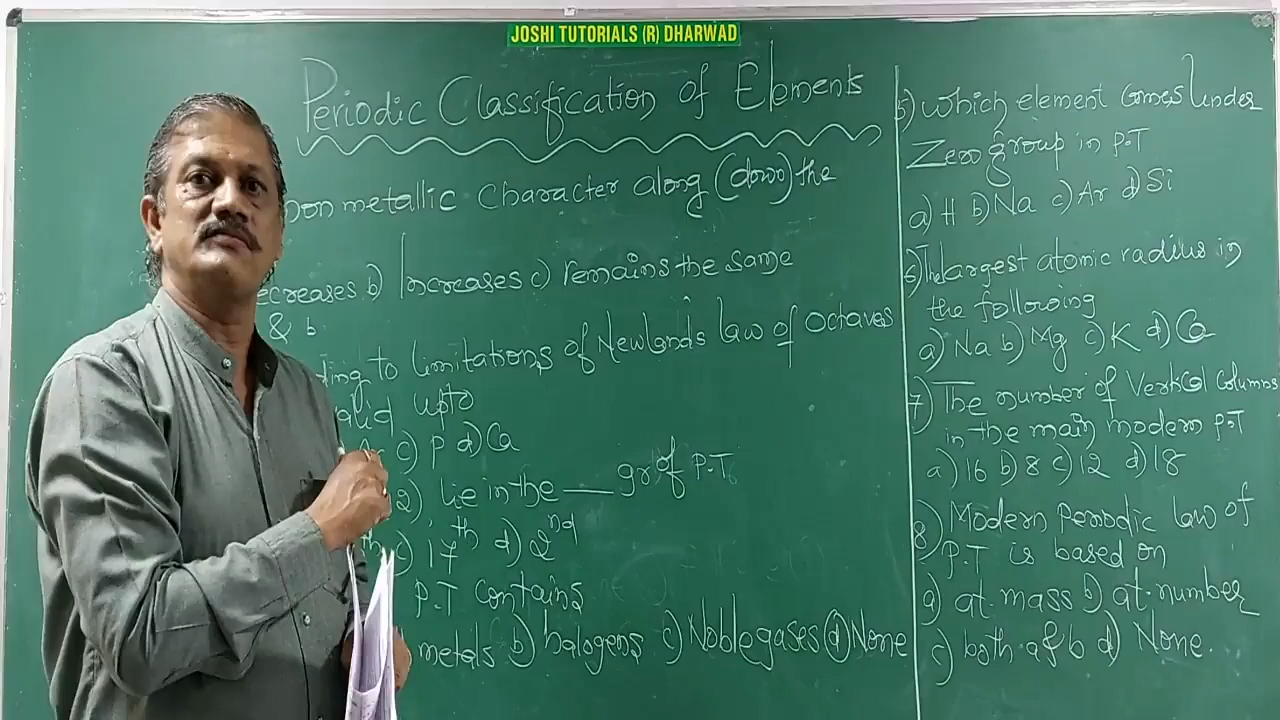 JOSHI TUTORIALS (R) DHARWAD
Periodic Classification of Elements
non metallic character along (down) the
ecreases b) Increases c) remains the same
& b
ding to limitations of Newlands law of octaves
alid upto
c) P d) Ca
2) lie in the ___ gr of P.T.
th c) 17th d) 2nd
P.T contains
metals b) halogens c) Noble gases d) None
5) Which element comes Under
Zero group in P.T
a) H b) Na c) Ar d) Si
6) The largest atomic radius in
the following
a) Na b) Mg c) K d) Ca
7) The number of Vertical columns
in the main modern P.T
a) 16 b) 8 c) 12 d) 18
8) Modern periodic law of
P.T is based on
a) at. mass b) at. number
c) both a & b d) None.